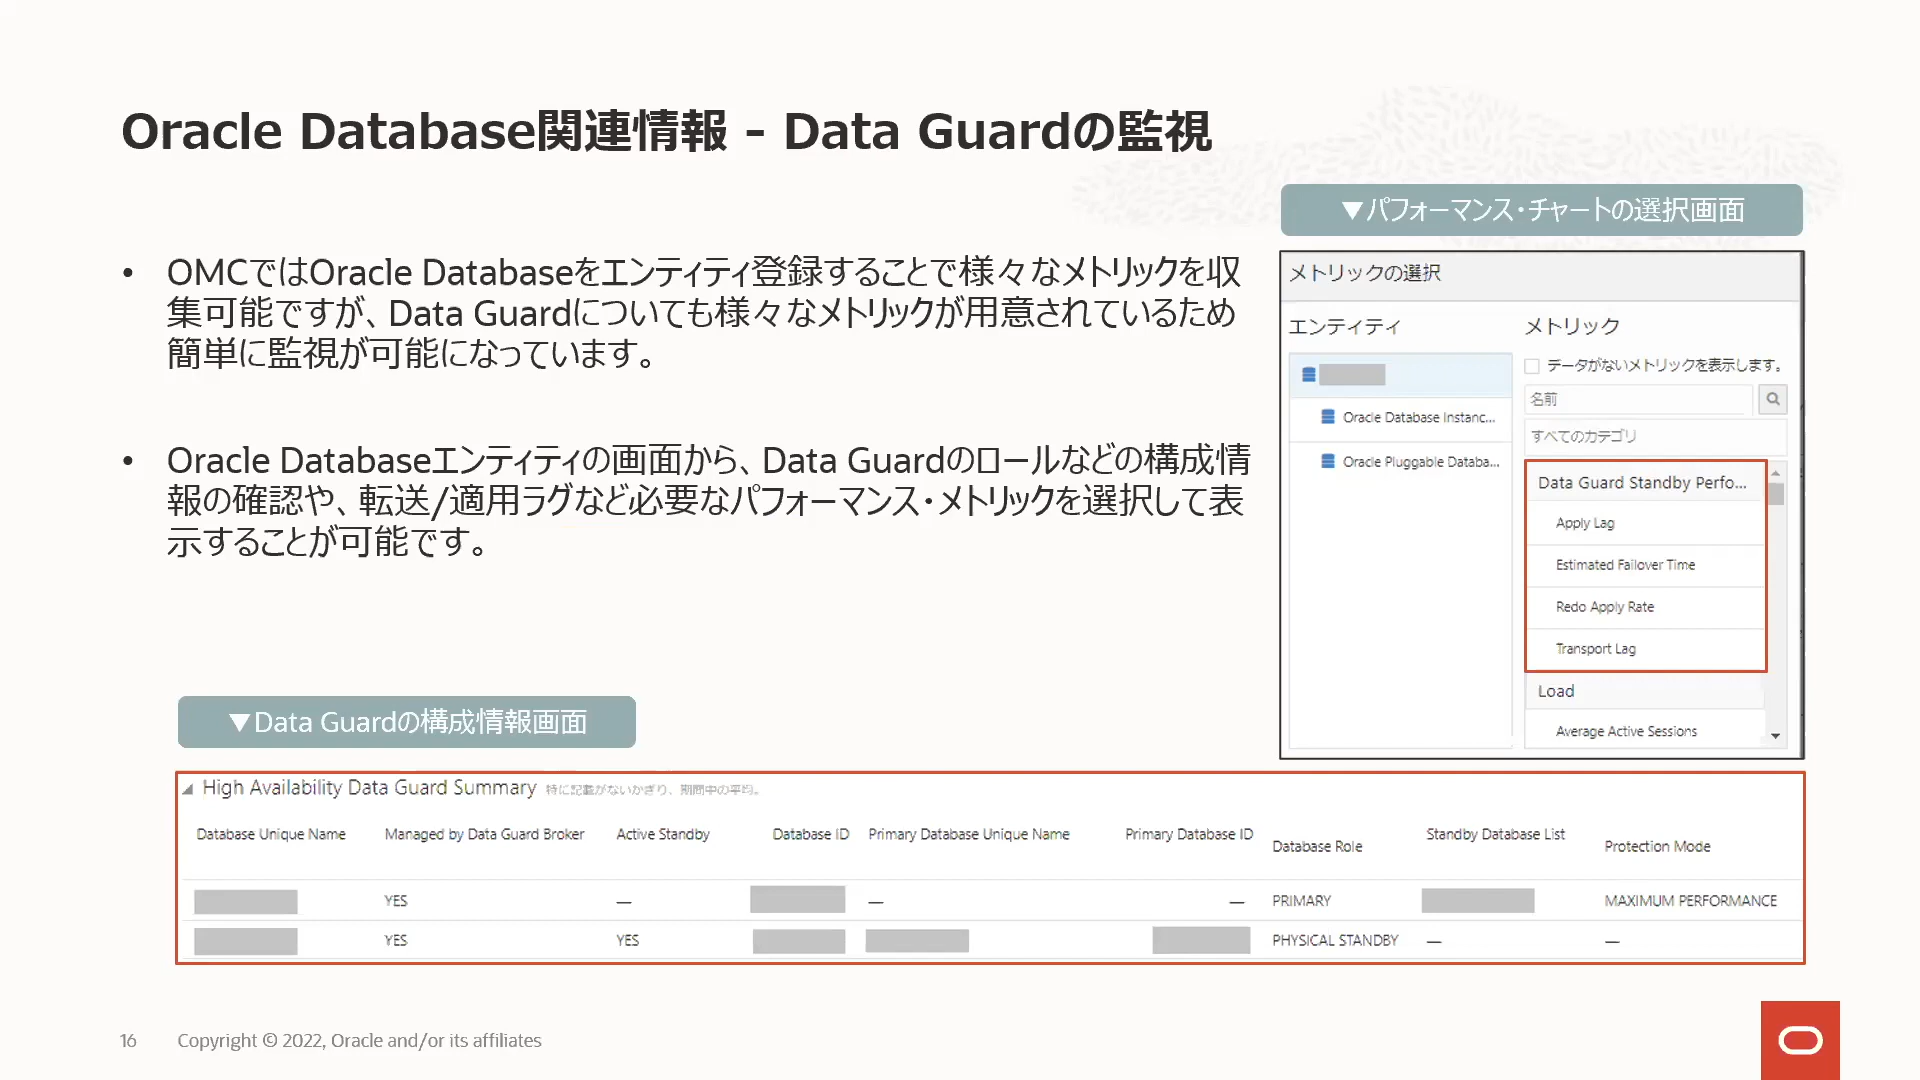 Oracle Database関連情報 – Data Guardの監視
▼パフォーマンス・チャートの選択画面
• OMCではOracle Databaseをエンティティ登録することで様々なメトリックを収
集可能ですが、Data Guardについても様々なメトリックが用意されているため
簡単に監視が可能になっています。
• Oracle Databaseエンティティの画面から、Data Guardのロールなどの構成情
報の確認や、転送/適用ラグなど必要なパフォーマンス・メトリックを選択して表
示することが可能です。
メトリックの選択
エンティティ
Oracle Database Instanc...
Oracle Pluggable Databa...
メトリック
データがないメトリックを表示します。
名前
すべてのカテゴリ
Data Guard Standby Perfo...
Apply Lag
Estimated Failover Time
Redo Apply Rate
Transport Lag
Load
Average Active Sessions
▼Data Guardの構成情報画面
High Availability Data Guard Summary 特に記載がないかぎり、期間中の平均。
Database Unique Name Managed by Data Guard Broker Active Standby Database ID Primary Database Unique Name Primary Database ID Database Role Standby Database List Protection Mode
YES — — — PRIMARY MAXIMUM PERFORMANCE
YES YES PHYSICAL STANDBY — —
16 Copyright © 2022, Oracle and/or its affiliates